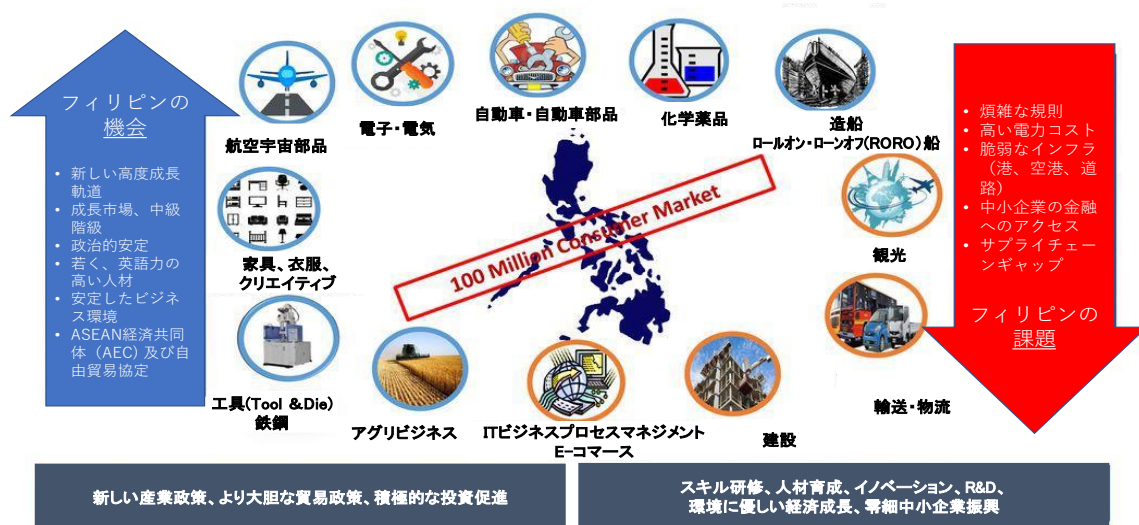 フィリピンの
機会
• 新しい高度成長
軌道
• 成長市場、中級
階級
• 政治的安定
• 若く、英語力の
高い人材
• 安定したビジネ
ス環境
• ASEAN経済共同
体（AEC）及び自
由貿易協定
航空宇宙部品
電子・電気
自動車・自動車部品
化学薬品
造船
ロールオン・ローンオフ(RORO)船
家具、衣服、
クリエイティブ
100 Million Consumer Market
観光
工具(Tool &Die)
鉄鋼
アグリビジネス
ITビジネスプロセスマネジメント
E-コマース
建設
輸送・物流
• 煩雑な規則
• 高い電力コスト
• 脆弱なインフラ
（港、空港、道
路）
• 中小企業の金融
へのアクセス
• サプライチェー
ンギャップ
フィリピンの
課題
新しい産業政策、より大胆な貿易政策、積極的な投資促進
スキル研修、人材育成、イノベーション、R&D、
環境に優しい経済成長、零細中小企業振興